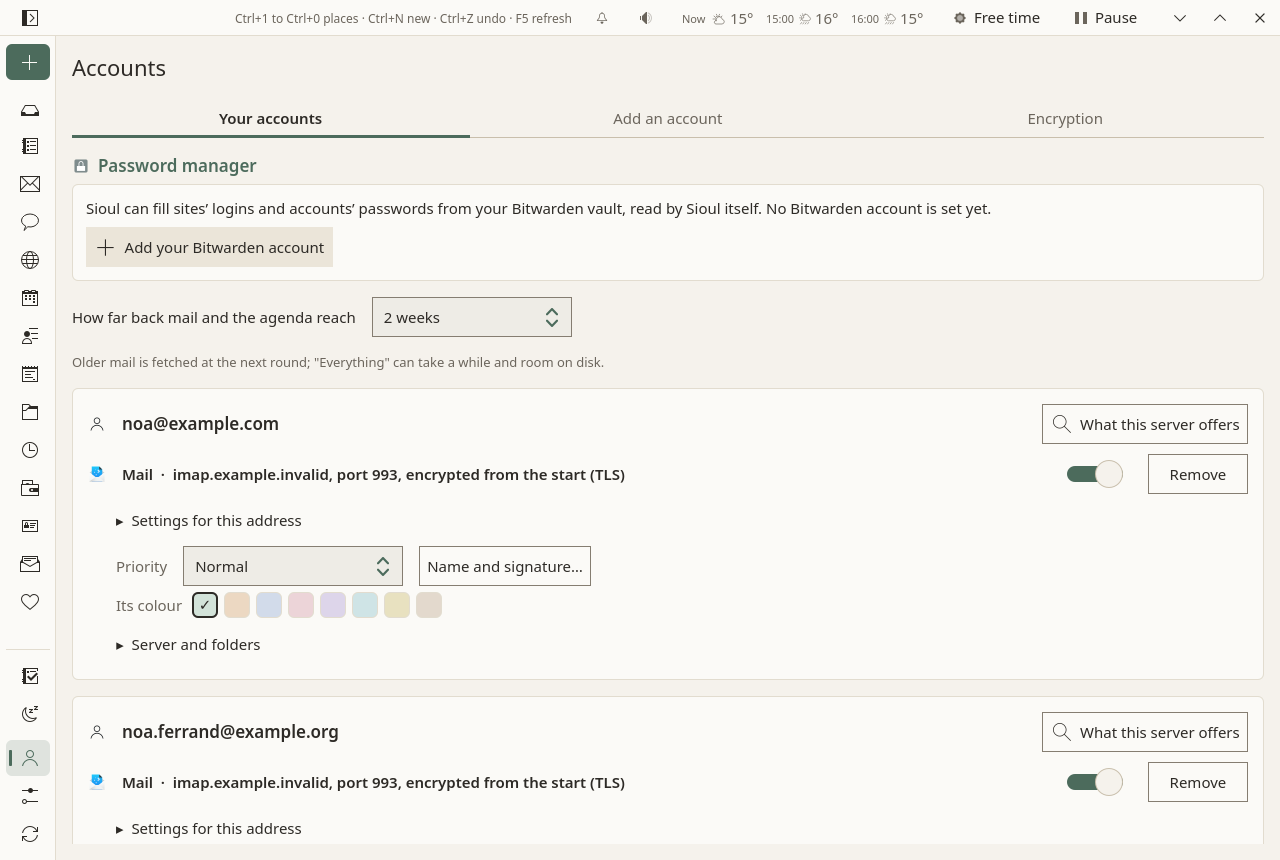 Ctrl+1 to Ctrl+0 places · Ctrl+N new · Ctrl+Z undo · F5 refresh
Now 15° 15:00 16° 16:00 15°
Free time
Pause
Accounts
Your accounts
Add an account
Encryption
Password manager
Sioul can fill sites’ logins and accounts’ passwords from your Bitwarden vault, read by Sioul itself. No Bitwarden account is set yet.
Add your Bitwarden account
How far back mail and the agenda reach
2 weeks
Older mail is fetched at the next round; "Everything" can take a while and room on disk.
noa@example.com
What this server offers
Mail · imap.example.invalid, port 993, encrypted from the start (TLS)
Remove
Settings for this address
Priority
Normal
Name and signature...
Its colour
Server and folders
noa.ferrand@example.org
What this server offers
Mail · imap.example.invalid, port 993, encrypted from the start (TLS)
Remove
Settings for this address